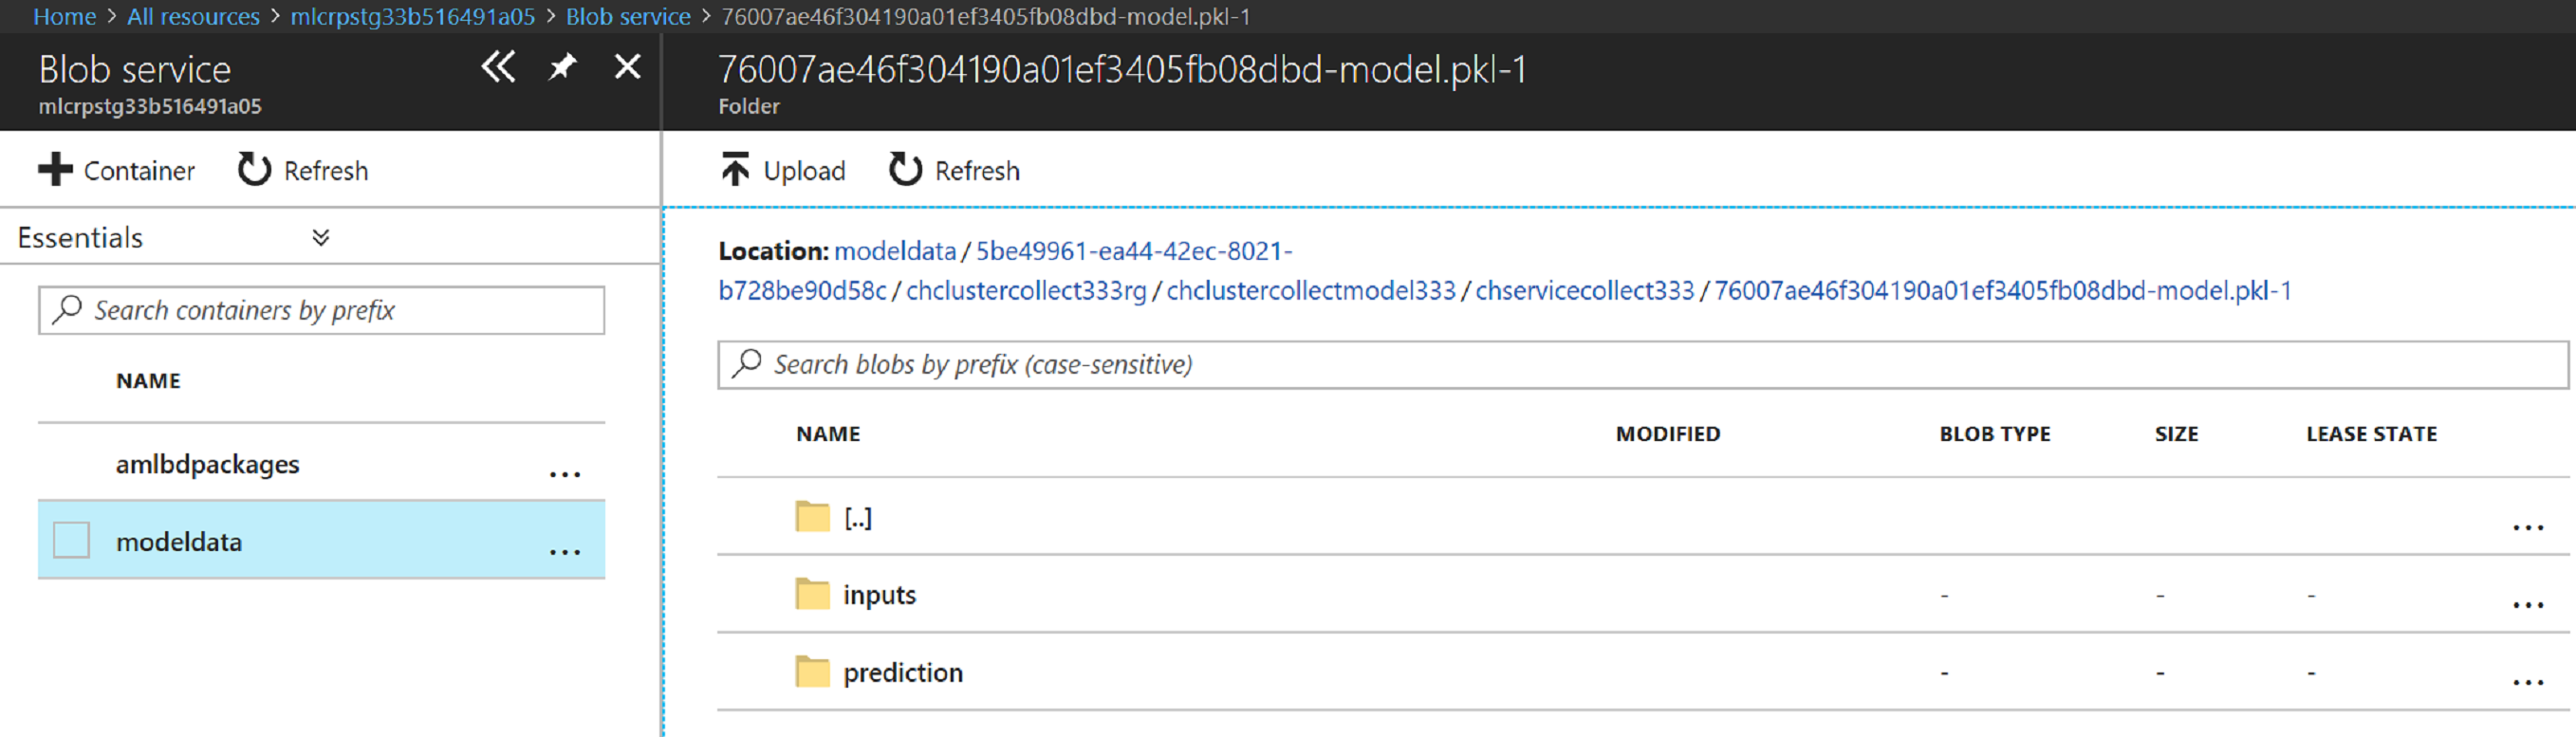 Home > All resources > mlcrpstg33b516491a05 > Blob service > 76007ae46f304190a01ef3405fb08dbd-model.pkl-1
Blob service
mlcrpstg33b516491a05
Container Refresh
Essentials
Search containers by prefix
NAME
amlbdpackages ...
modeldata ...
76007ae46f304190a01ef3405fb08dbd-model.pkl-1
Folder
Upload Refresh
Location: modeldata / 5be49961-ea44-42ec-8021-
b728be90d58c / chclustercollect333rg / chclustercollectmodel333 / chservicecollect333 / 76007ae46f304190a01ef3405fb08dbd-model.pkl-1
Search blobs by prefix (case-sensitive)
NAME MODIFIED BLOB TYPE SIZE LEASE STATE
[..] ...
inputs - - - ...
prediction - - - ...